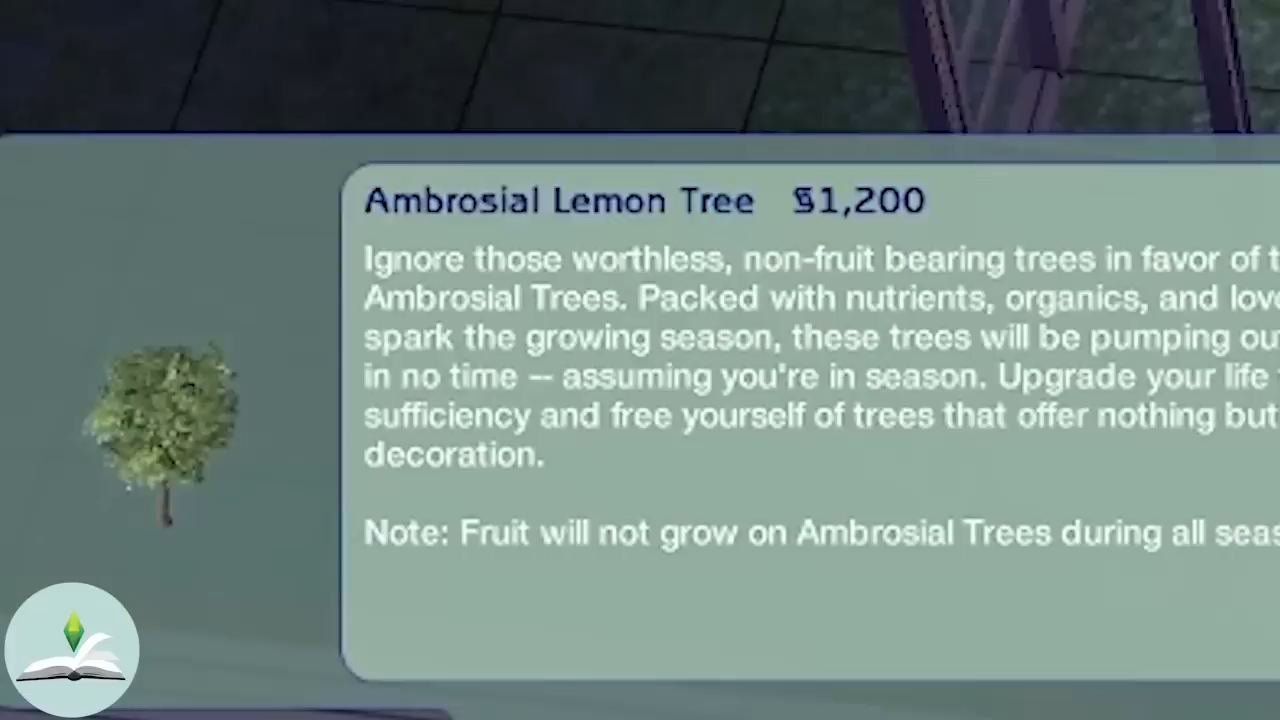 Ambrosial Lemon Tree §1,200
Ignore those worthless, non-fruit bearing trees in favor of
Ambrosial Trees. Packed with nutrients, organics, and
spark the growing season, these trees will be pumping
in no time -- assuming you're in season. Upgrade your life
sufficiency and free yourself of trees that offer nothing but
decoration.
Note: Fruit will not grow on Ambrosial Trees during all